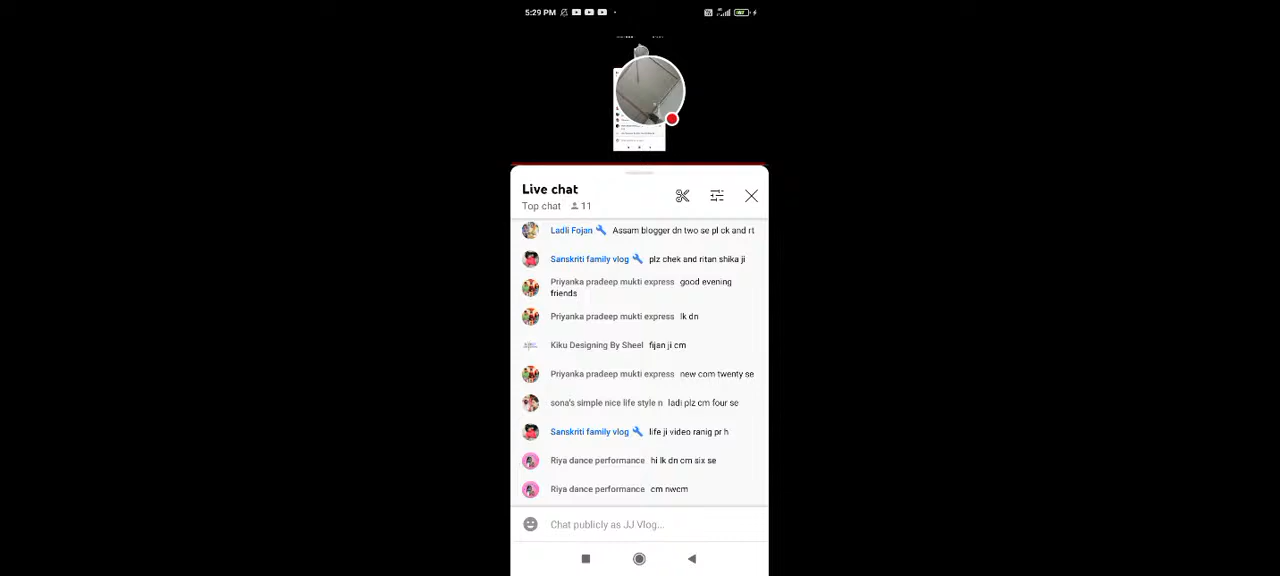 5:29 PM
Live chat
Top chat 11
Ladli Fojan Assam blogger dn two se pl ck and rt
Sanskriti family vlog plz chek and ritan shika ji
Priyanka pradeep mukti express good evening
friends
Priyanka pradeep mukti express lk dn
Kiku Designing By Sheel fijan ji cm
Priyanka pradeep mukti express new com twenty se
sona's simple nice life style n ladi plz cm four se
Sanskriti family vlog life ji video ranig pr h
Riya dance performance hi lk dn cm six se
Riya dance performance cm nwcm
Chat publicly as JJ Vlog...